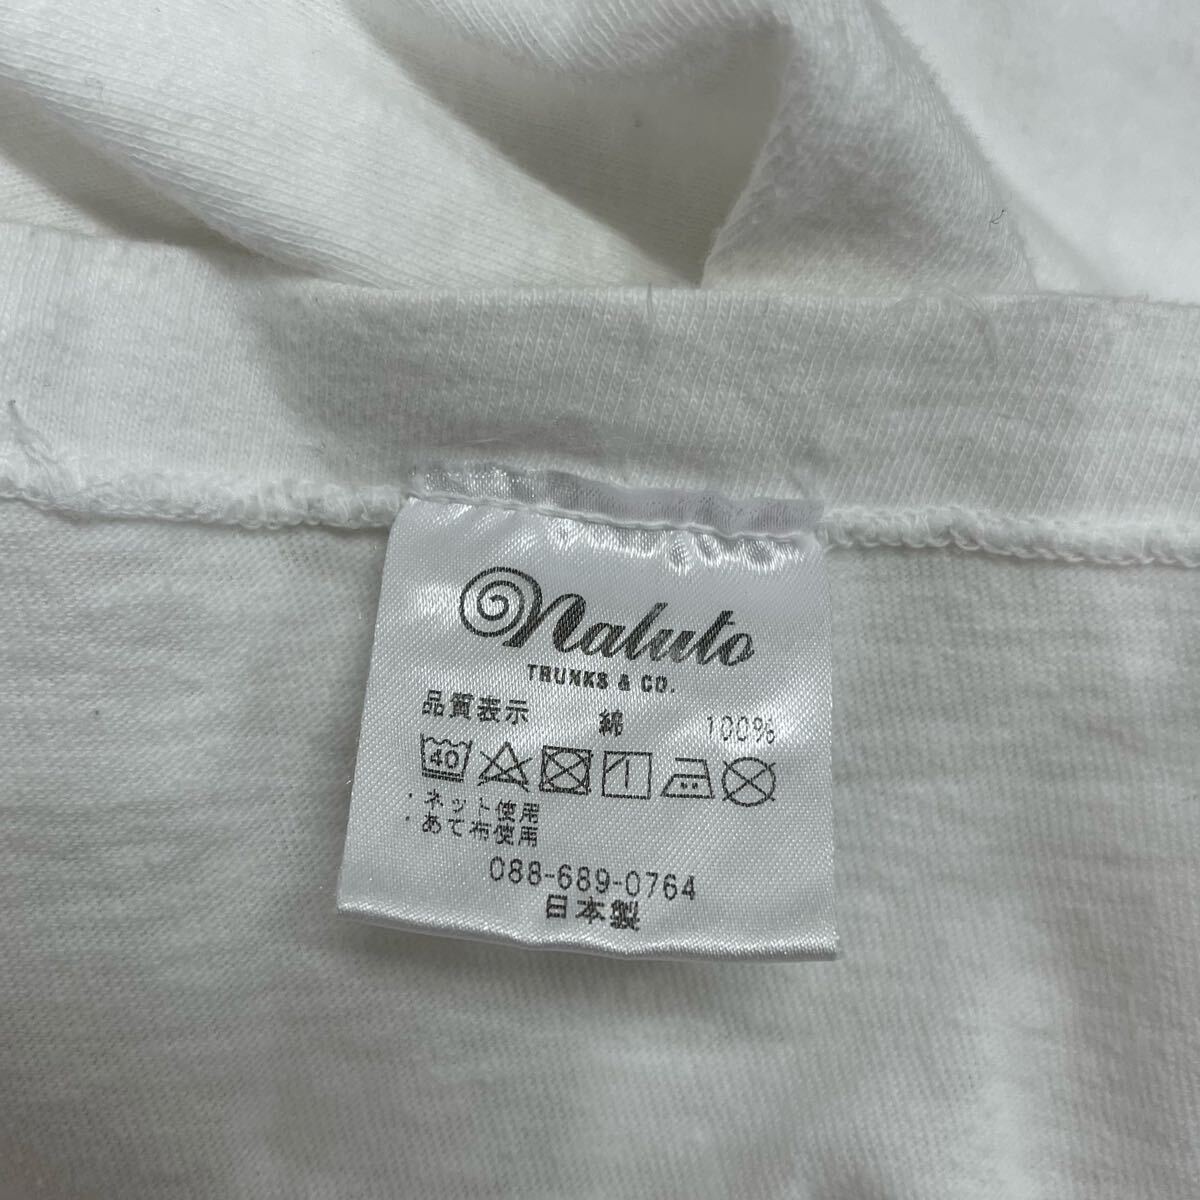 naluto
TRUNKS & CO.
品質表示 綿 100%
40
・ネット使用
・あて布使用
088-689-0764
日本製